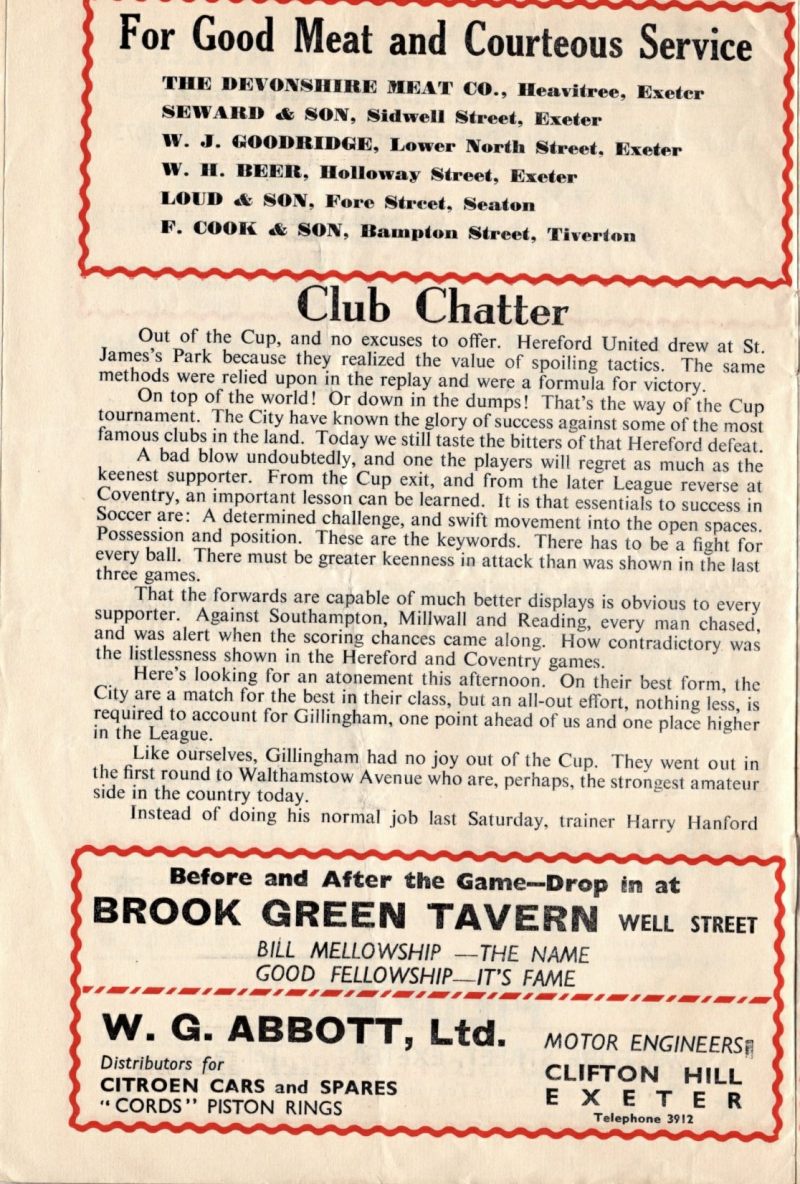 For Good Meat and Courteous Service
THE DEVONSHIRE MEAT CO., Heavitree, Exeter
SEWARD & SON, Sidwell Street, Exeter
W. J. GOODRIDGE, Lower North Street, Exeter
W. H. BEER, Holloway Street, Exeter
LOUD & SON, Fore Street, Seaton
F. COOK & SON, Bampton Street, Tiverton
Club Chatter
Out of the Cup, and no excuses to offer. Hereford United drew at St.
James's Park because they realized the value of spoiling tactics. The same
methods were relied upon in the replay and were a formula for victory.
On top of the world! Or down in the dumps! That's the way of the Cup
tournament. The City have known the glory of success against some of the most
famous clubs in the land. Today we still taste the bitters of that Hereford defeat.
A bad blow undoubtedly, and one the players will regret as much as the
keenest supporter. From the Cup exit, and from the later League reverse at
Coventry, an important lesson can be learned. It is that essentials to success in
Soccer are: A determined challenge, and swift movement into the open spaces.
Possession and position. These are the keywords. There has to be a fight for
every ball. There must be greater keenness in attack than was shown in the last
three games.
That the forwards are capable of much better displays is obvious to every
supporter. Against Southampton, Millwall and Reading, every man chased,
and was alert when the scoring chances came along. How contradictory was
the listlessness shown in the Hereford and Coventry games.
Here's looking for an atonement this afternoon. On their best form, the
City are a match for the best in their class, but an all-out effort, nothing less, is
required to account for Gillingham, one point ahead of us and one place higher
in the League.
Like ourselves, Gillingham had no joy out of the Cup. They went out in
the first round to Walthamstow Avenue who are, perhaps, the strongest amateur
side in the country today.
Instead of doing his normal job last Saturday, trainer Harry Hanford
Before and After the Game—Drop in at
BROOK GREEN TAVERN WELL STREET
BILL MELLOWSHIP —THE NAME
GOOD FELLOWSHIP—IT'S FAME
W. G. ABBOTT, Ltd.
MOTOR ENGINEERS
Distributors for
CITROEN CARS and SPARES
"CORDS" PISTON RINGS
CLIFTON HILL
EXETER
Telephone 3912